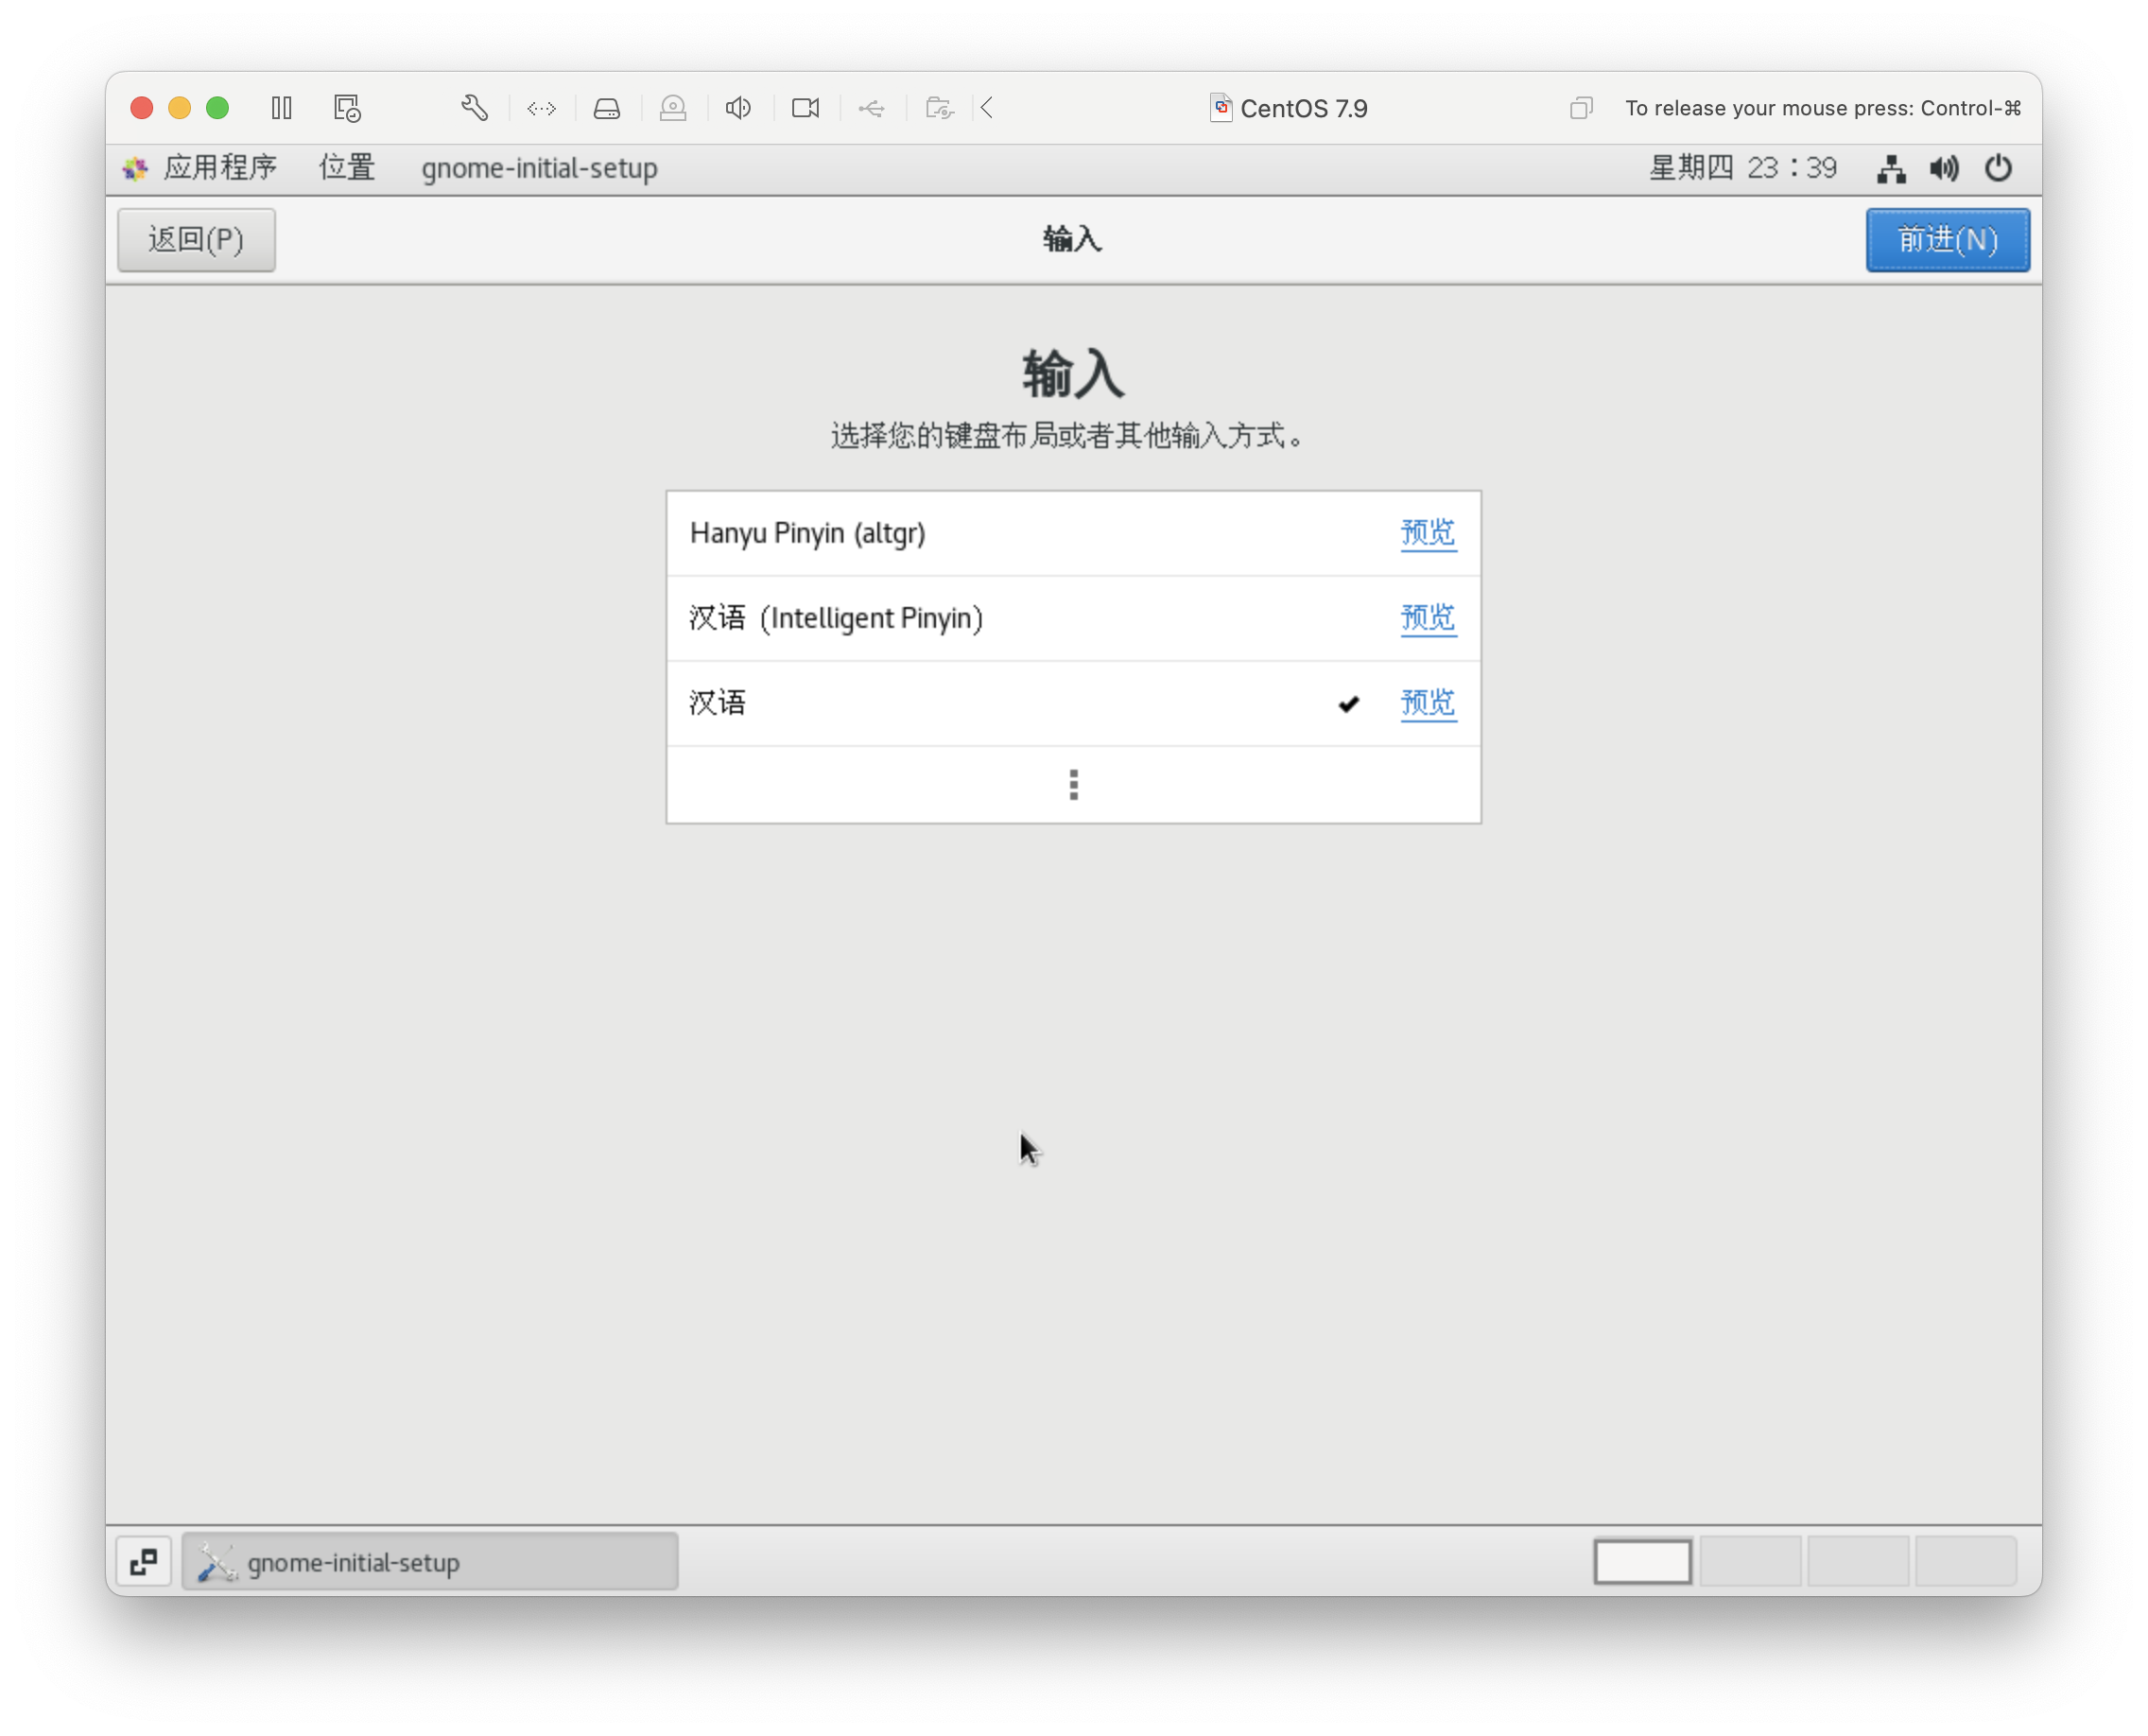 CentOS 7.9
To release your mouse press: Control-⌘
应用程序 位置 gnome-initial-setup 星期四 23:39
返回(P) 输入 前进(N)
输入
选择您的键盘布局或者其他输入方式。
Hanyu Pinyin (altgr) 预览
汉语 (Intelligent Pinyin) 预览
汉语 预览
gnome-initial-setup